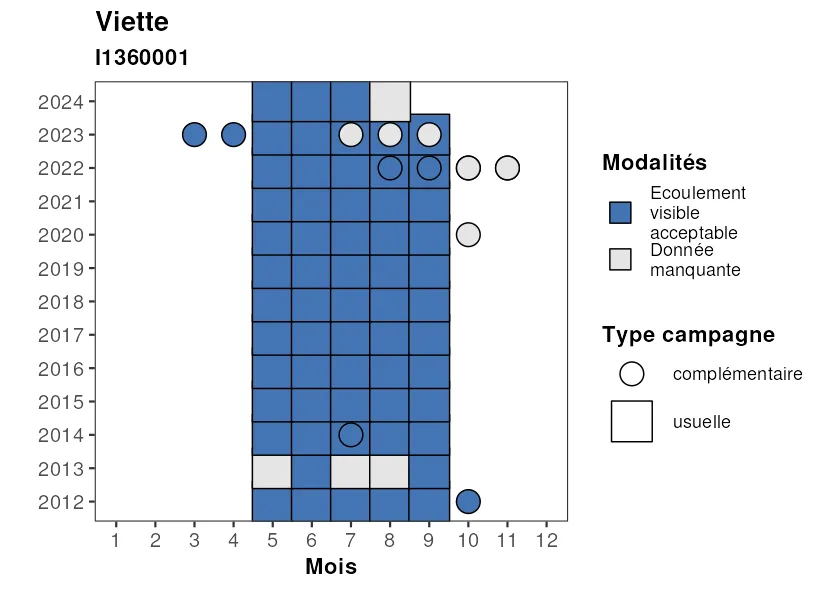 Viette
I1360001
2024
2023
2022
2021
2020
2019
2018
2017
2016
2015
2014
2013
2012
1 2 3 4 5 6 7 8 9 10 11 12
Mois
Modalités
Ecoulement
visible
acceptable
Donnée
manquante
Type campagne
complémentaire
usuelle